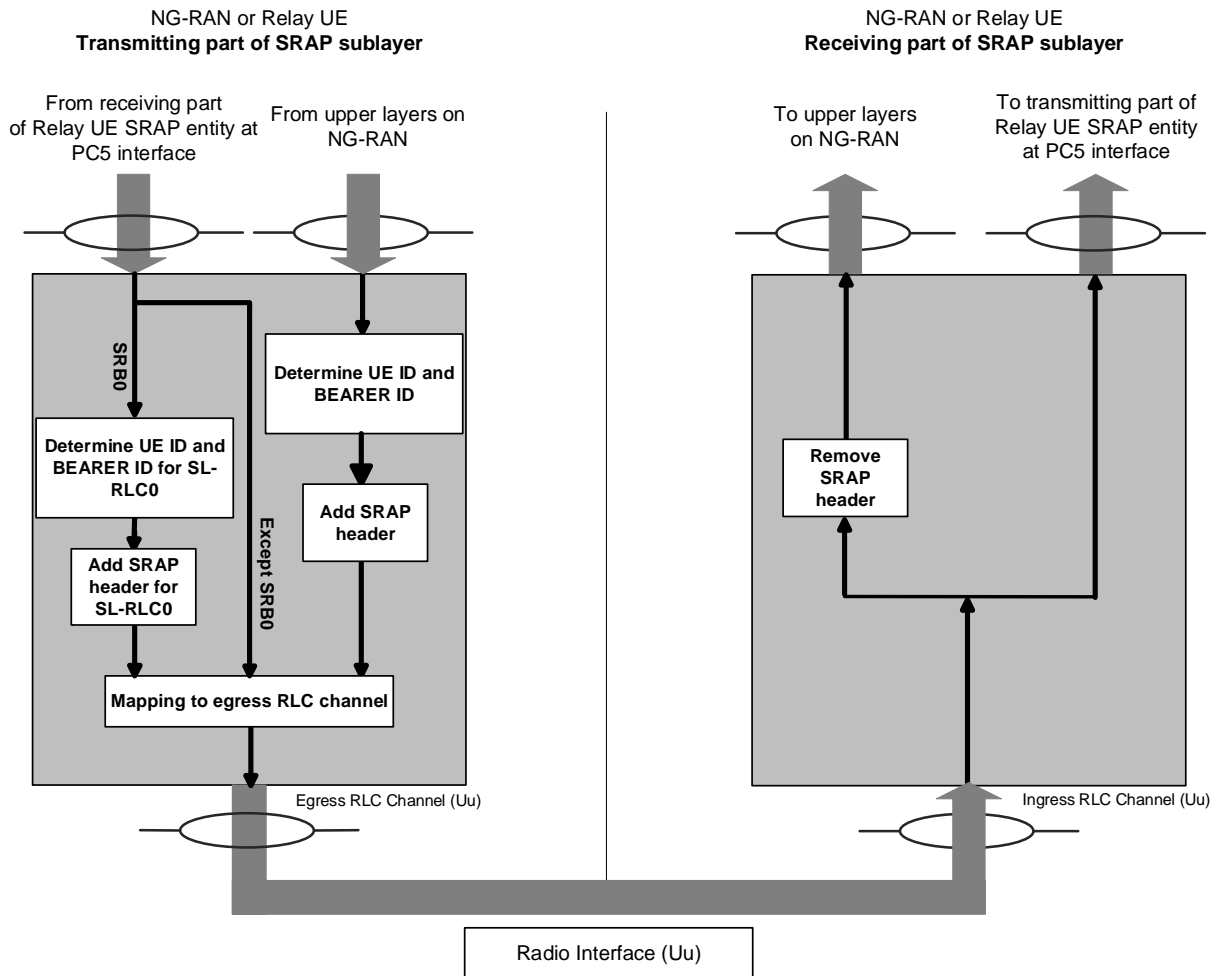 NG-RAN or Relay UE
Transmitting part of SRAP sublayer
From receiving part
of Relay UE SRAP entity at
PC5 interface
From upper layers on
NG-RAN
SRB0
Determine UE ID and
BEARER ID for SL-
RLC0
Add SRAP
header for
SL-RLC0
Except SRB0
Determine UE ID and
BEARER ID
Add SRAP
header
Mapping to egress RLC channel
Egress RLC Channel (Uu)
NG-RAN or Relay UE
Receiving part of SRAP sublayer
To upper layers
on NG-RAN
To transmitting part of
Relay UE SRAP entity
at PC5 interface
Remove
SRAP
header
Ingress RLC Channel (Uu)
Radio Interface (Uu)